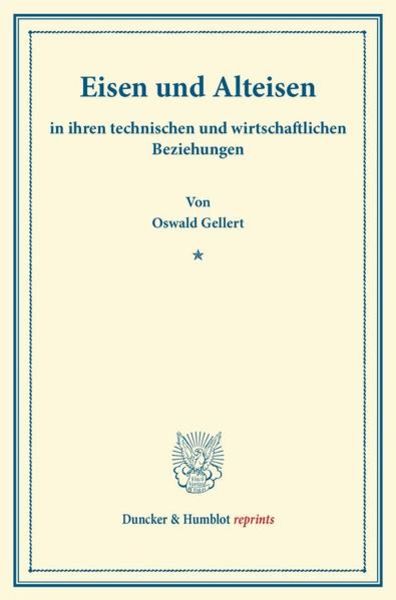 Eisen und Alteisen
in ihren technischen und wirtschaftlichen
Beziehungen
Von
Oswald Gellert
Duncker & Humblot reprints